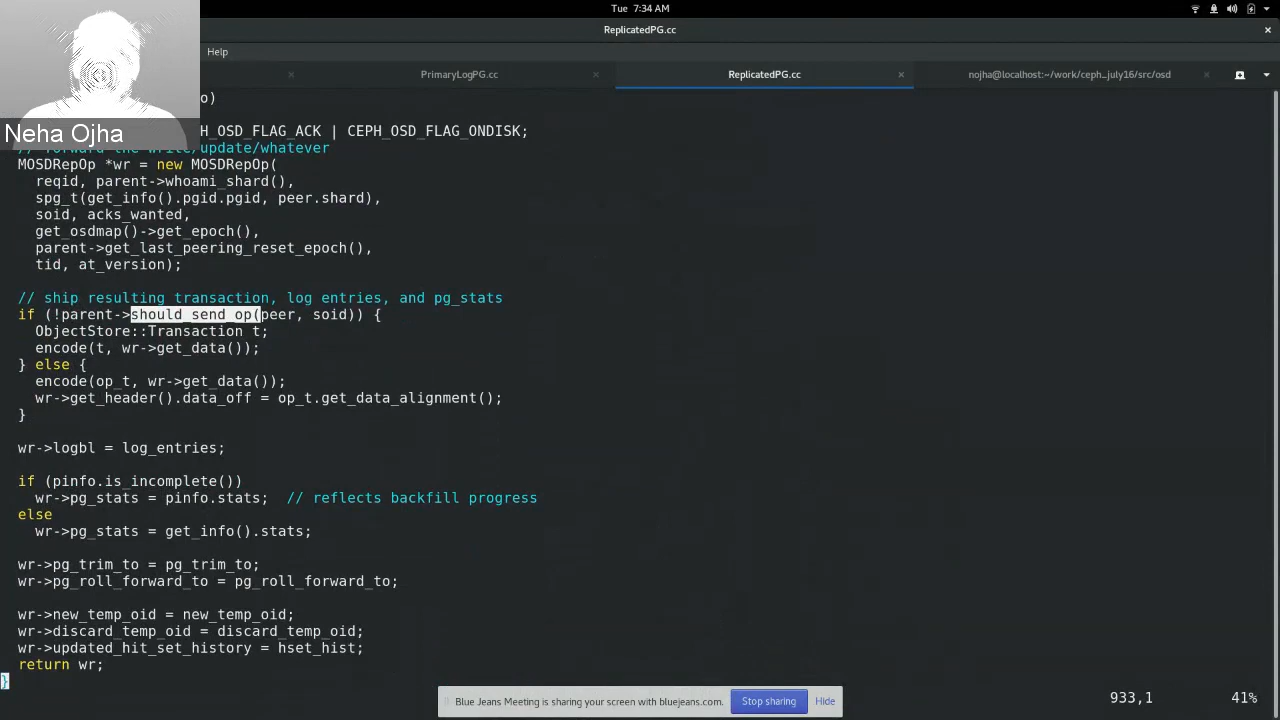 Tue 7:34 AM
ReplicatedPG.cc
Help
PrimaryLogPG.cc
ReplicatedPG.cc
nojha@localhost:~/work/ceph_july16/src/osd
Neha Ojha
o)
H_OSD_FLAG_ACK | CEPH_OSD_FLAG_ONDISK;
// forward the write/update/whatever
MOSDRepOp *wr = new MOSDRepOp(
reqid, parent->whoami_shard(),
spg_t(get_info().pgid.pgid, peer.shard),
soid, acks_wanted,
get_osdmap()->get_epoch(),
parent->get_last_peering_reset_epoch(),
tid, at_version);
// ship resulting transaction, log entries, and pg_stats
if (!parent->should_send_op(peer, soid)) {
ObjectStore::Transaction t;
encode(t, wr->get_data());
} else {
encode(op_t, wr->get_data());
wr->get_header().data_off = op_t.get_data_alignment();
}
wr->logbl = log_entries;
if (pinfo.is_incomplete())
wr->pg_stats = pinfo.stats;  // reflects backfill progress
else
wr->pg_stats = get_info().stats;
wr->pg_trim_to = pg_trim_to;
wr->pg_roll_forward_to = pg_roll_forward_to;
wr->new_temp_oid = new_temp_oid;
wr->discard_temp_oid = discard_temp_oid;
wr->updated_hit_set_history = hset_hist;
return wr;
}
933,1 41%
Blue Jeans Meeting is sharing your screen with bluejeans.com. Stop sharing Hide